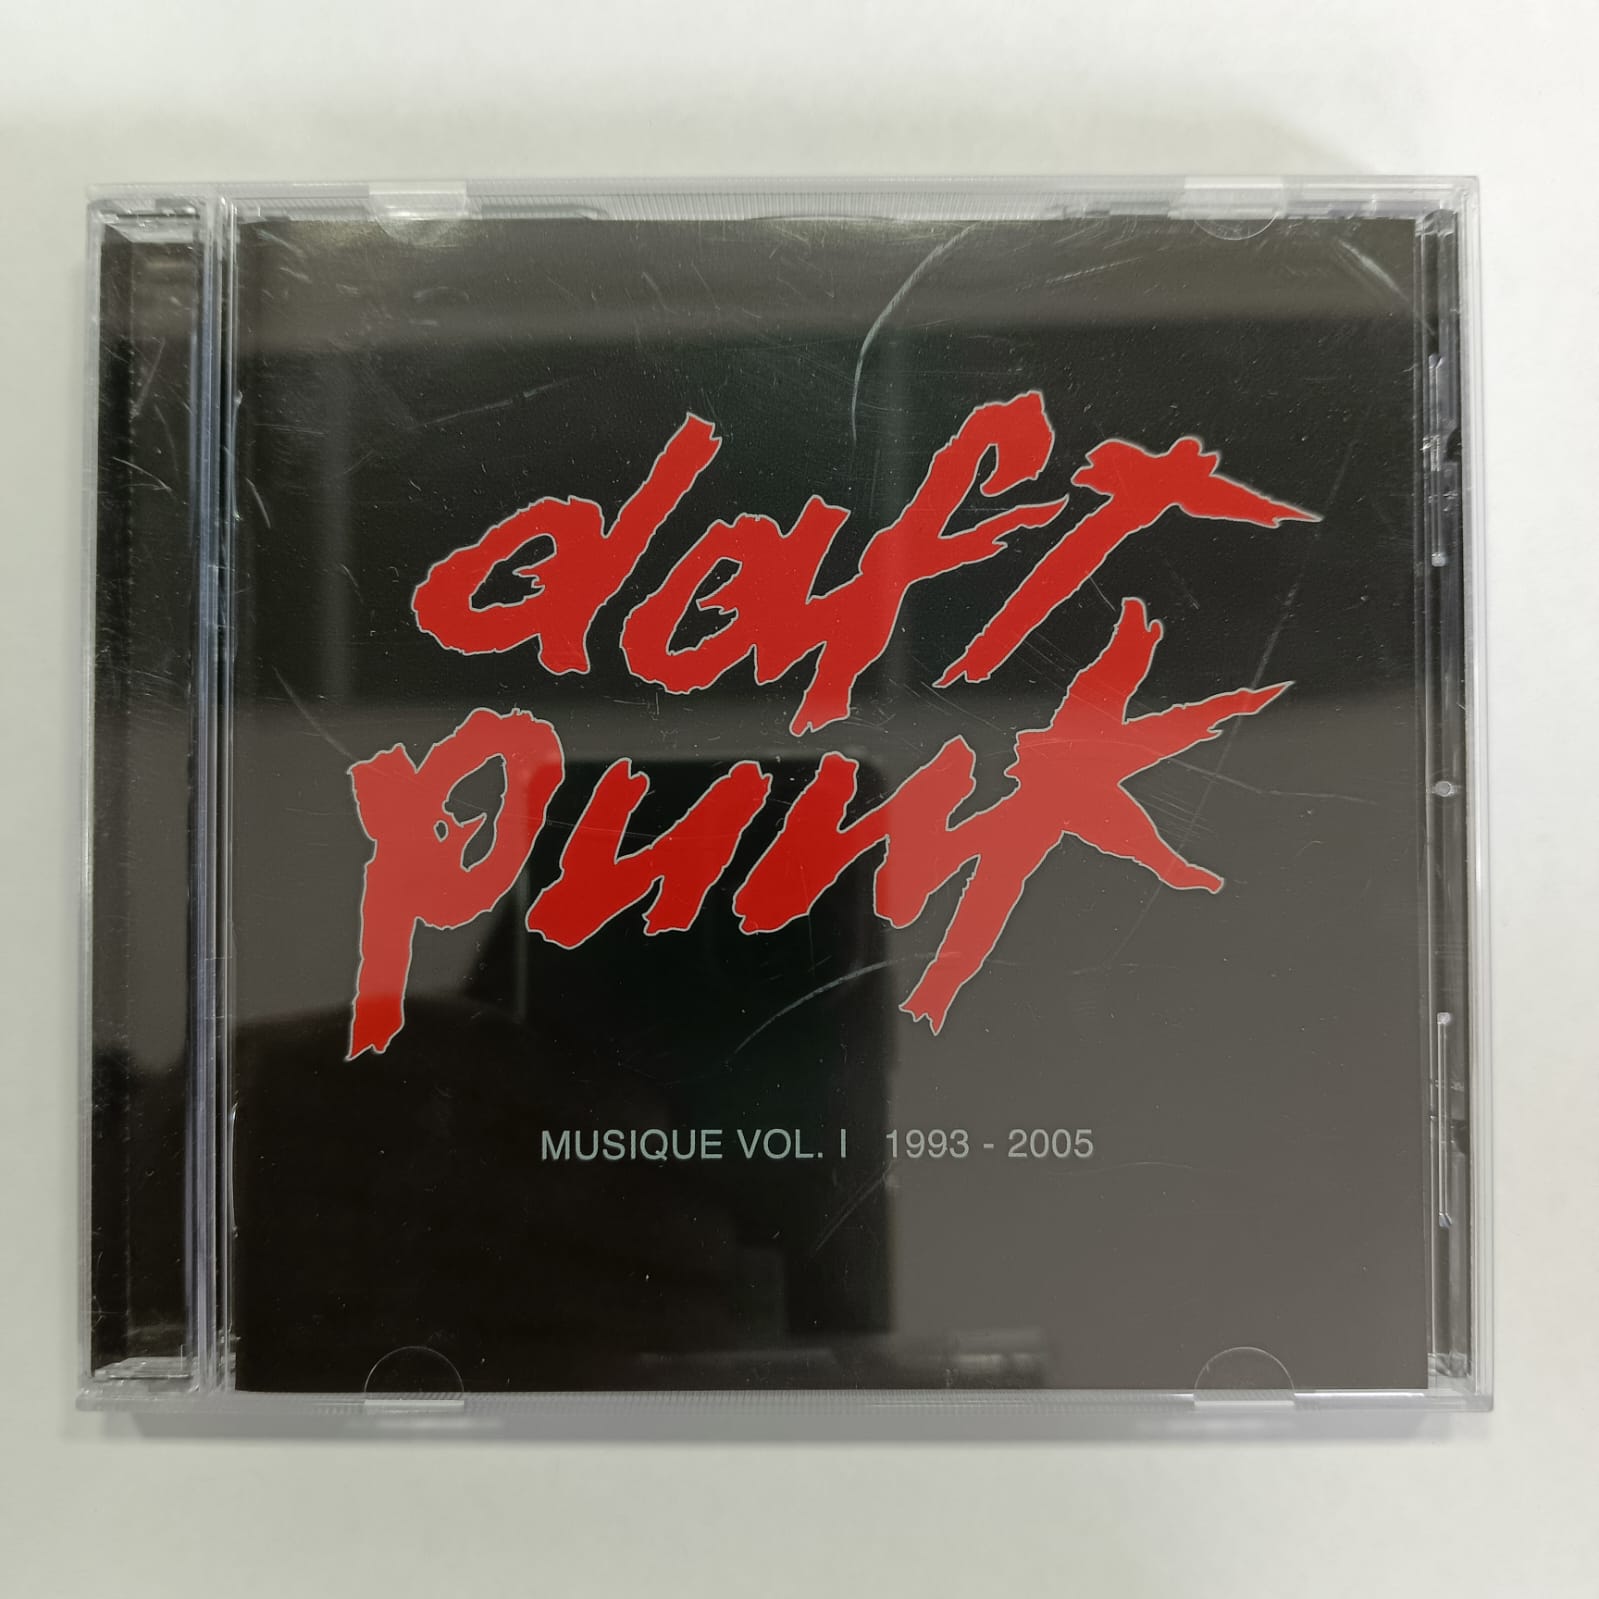 daft
punk
MUSIQUE VOL. I 1993 - 2005